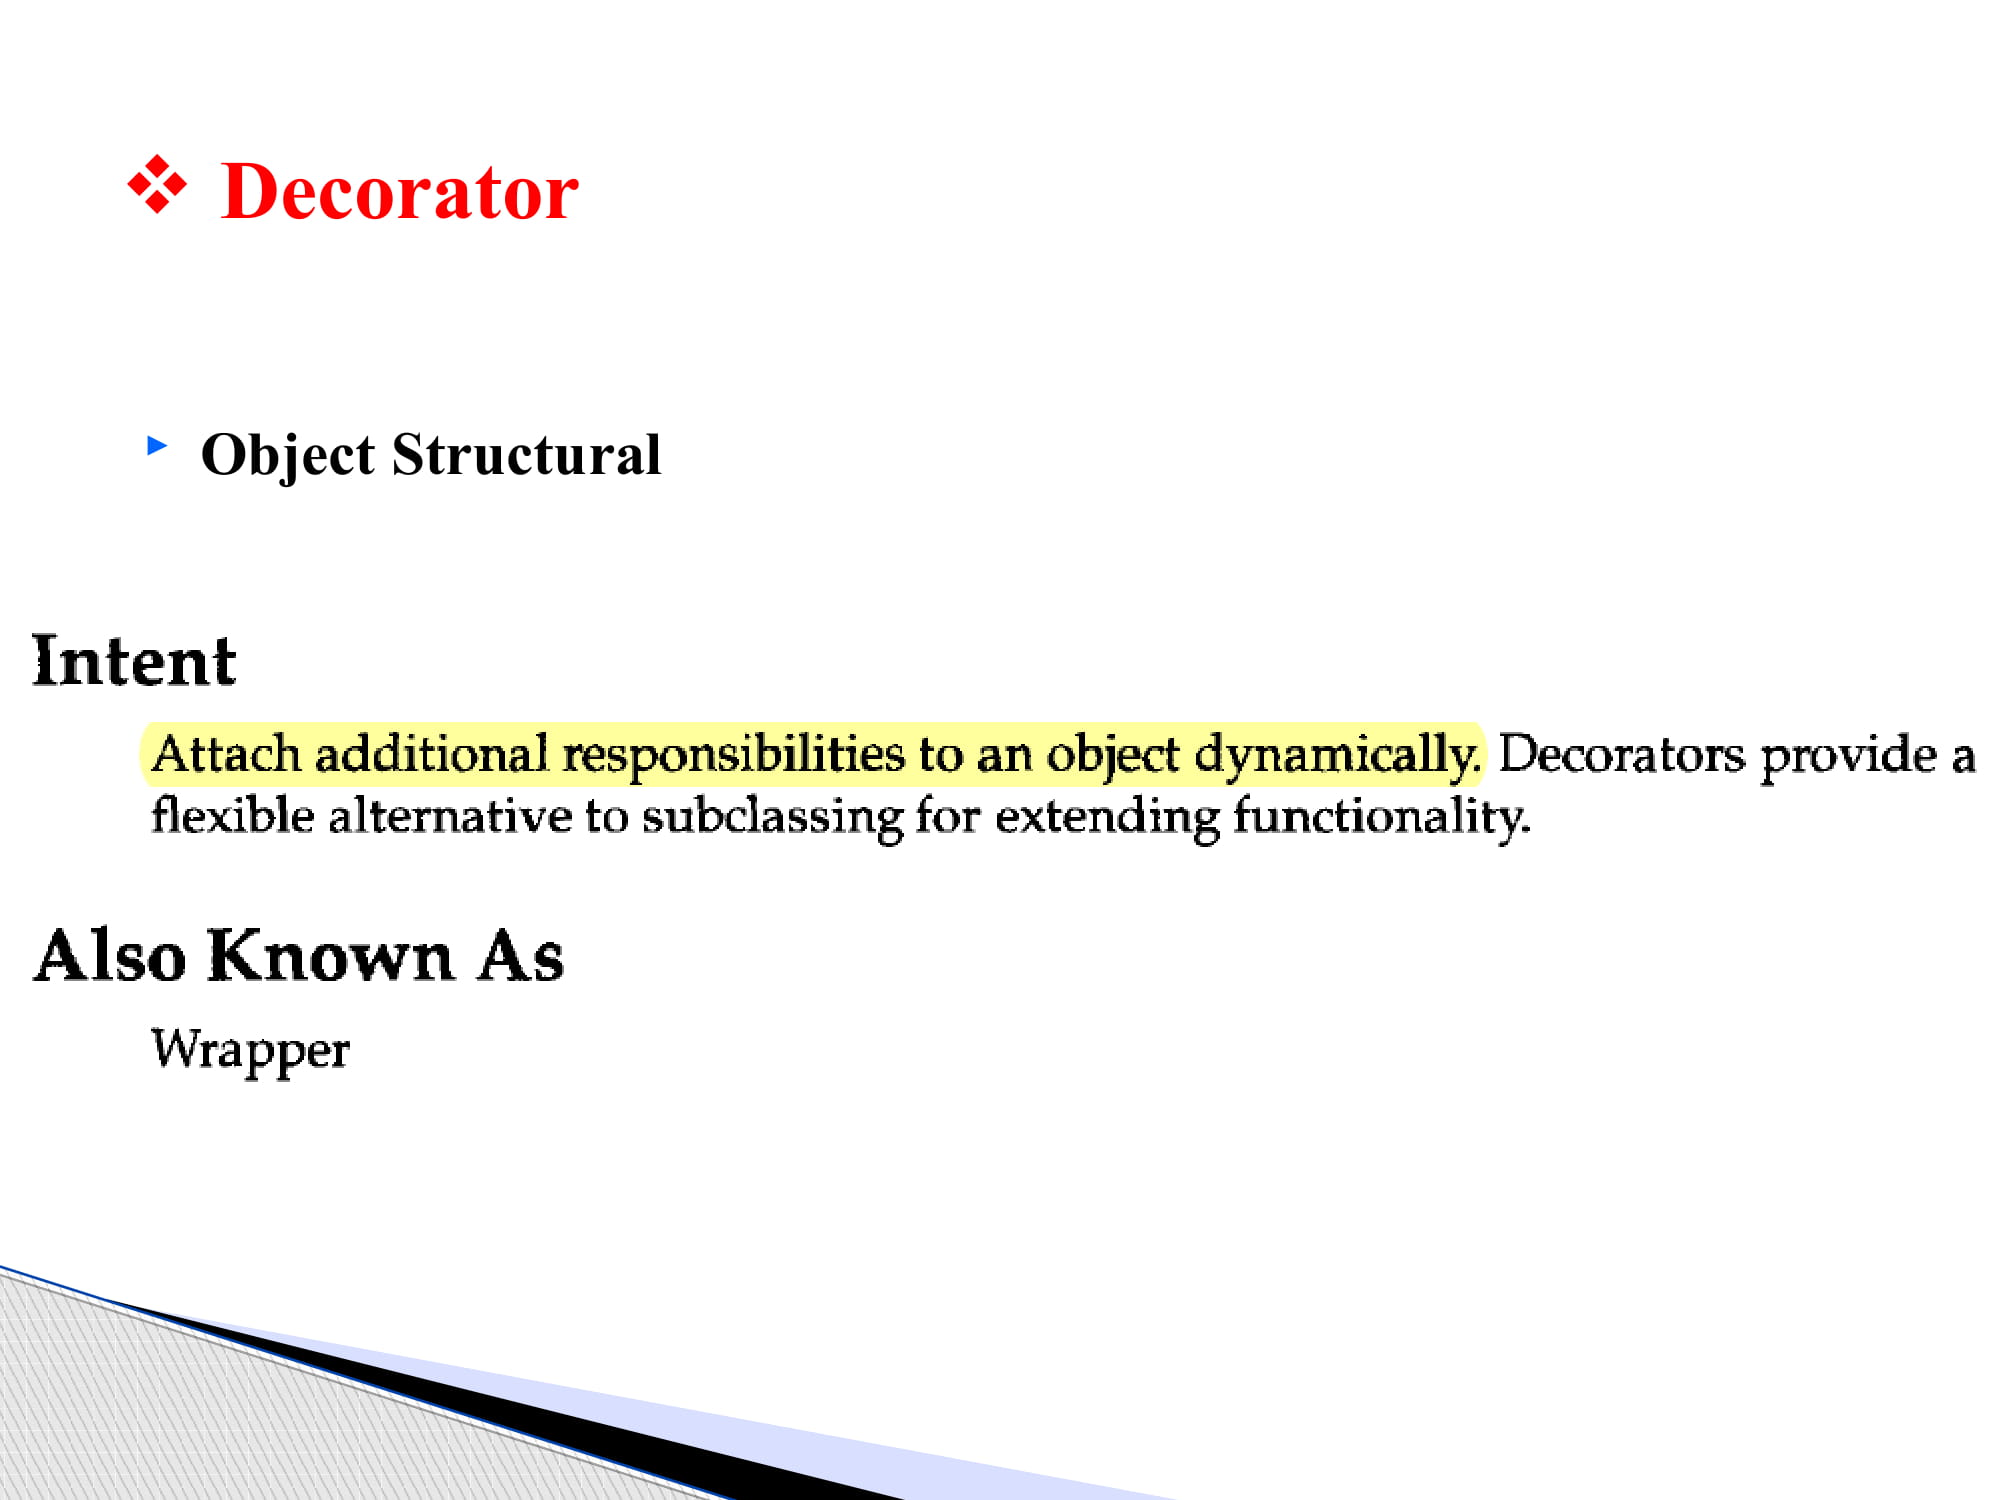 Decorator
Object Structural
Intent
Attach additional responsibilities to an object dynamically. Decorators provide a
flexible alternative to subclassing for extending functionality.
Also Known As
Wrapper